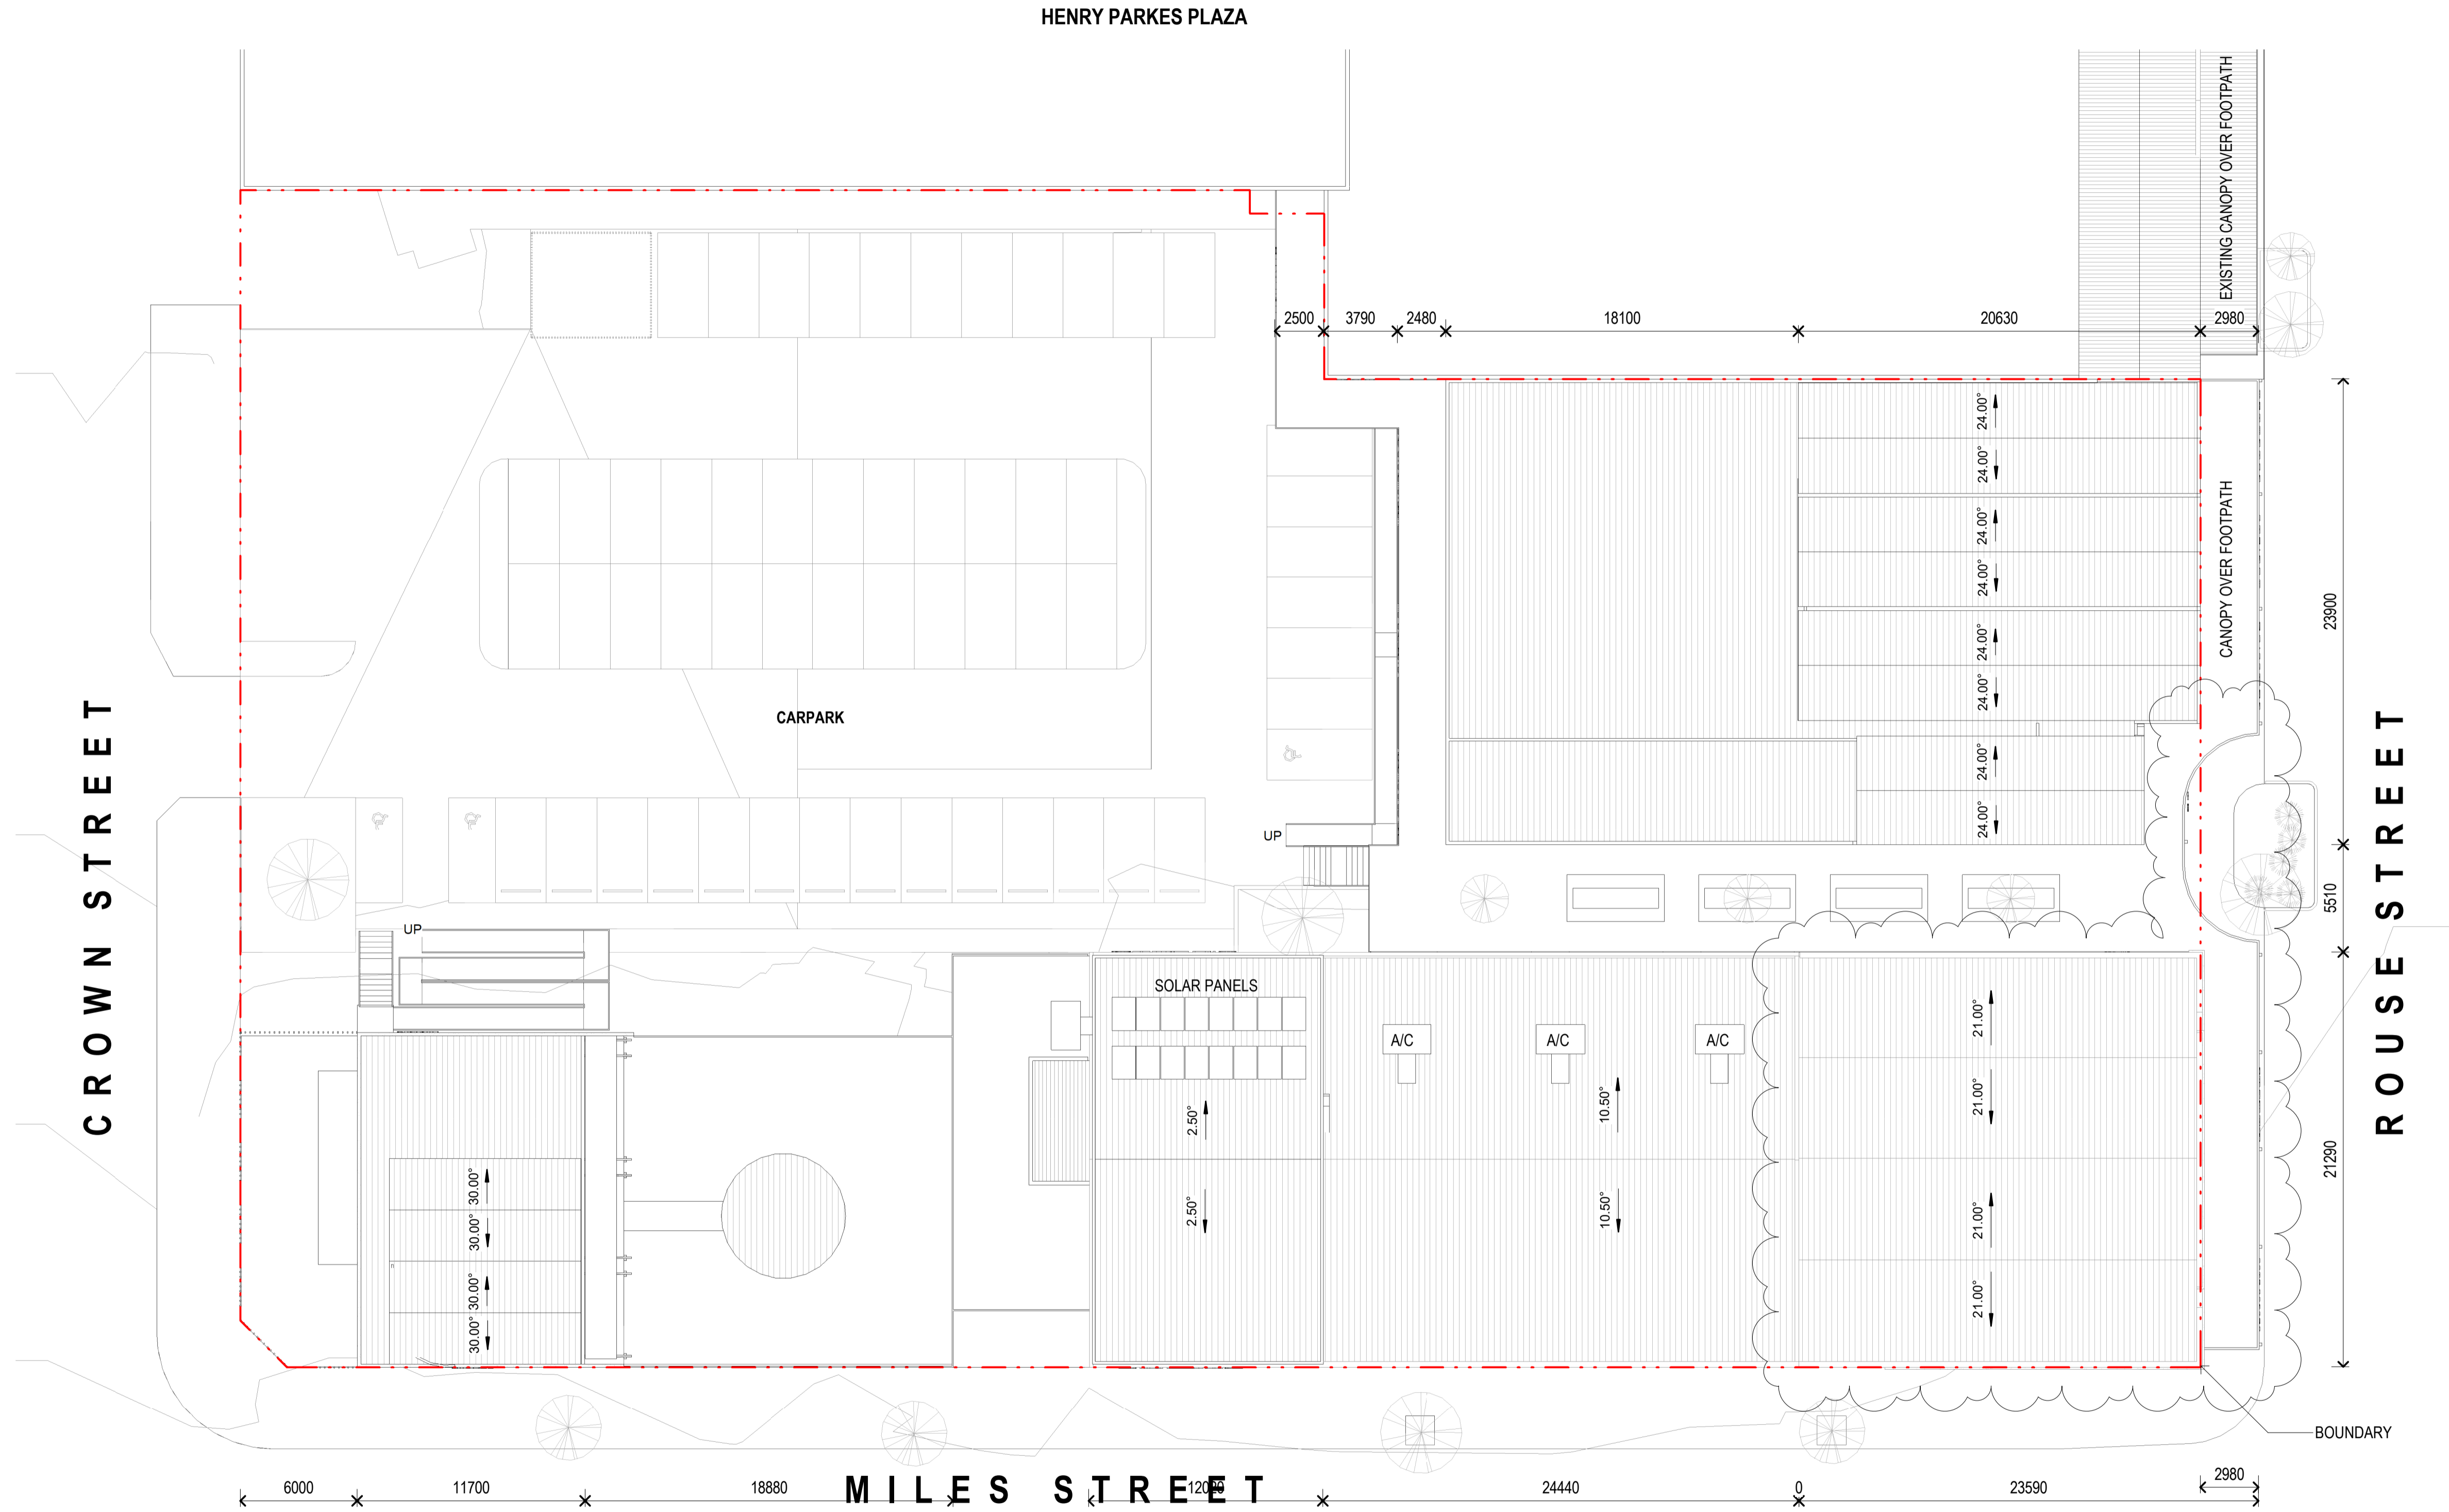 HENRY PARKES PLAZA
EXISTING CANOPY OVER FOOTPATH
2500 3790 2480 18100 20630 2980
24.00°
24.00°
24.00°
24.00°
24.00°
24.00°
24.00°
24.00°
CANOPY OVER FOOTPATH
23900
5510
21290
CROWN STREET
ROUSE STREET
CARPARK
UP
UP
SOLAR PANELS
A/C A/C A/C
2.50°
2.50°
10.50°
10.50°
21.00°
21.00°
21.00°
21.00°
30.00°
30.00°
30.00°
30.00°
BOUNDARY
MILES STREET
6000 11700 18880 24440 0 23590 2980